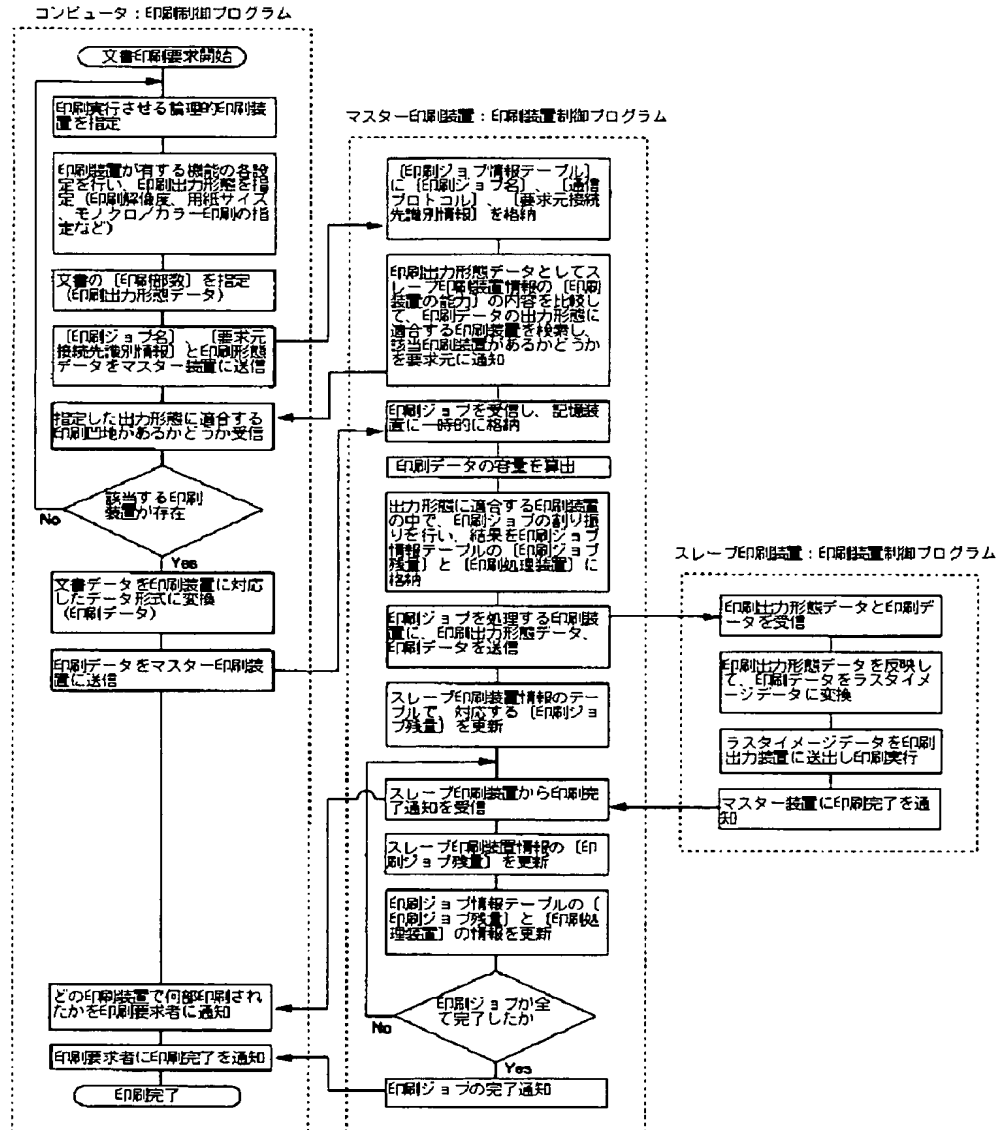 コンピュータ：印刷制御プログラム
文書印刷要求開始
印刷実行させる論理的印刷装
置を指定
印刷装置が有する機能の各設
定を行い、印刷出力形態を指
定（印刷解像度、用紙サイズ
、モノクロ／カラー印刷の指
定など）
文書の〔印刷部数〕を指定
（印刷出力形態データ）
〔印刷ジョブ名〕、〔要求元
接続先識別情報〕と印刷形態
データをマスター装置に送信
指定した出力形態に適合する
印刷凹地があるかどうか受信
該当する印刷
装置が存在
No
Yes
文書データを印刷装置に対応
したデータ形式に変換
（印刷データ）
印刷データをマスター印刷装
置に送信
どの印刷装置で何部印刷され
たかを印刷要求者に通知
印刷要求者に印刷完了を通知
印刷完了
マスター印刷装置：印刷装置制御プログラム
〔印刷ジョブ情報テーブル〕
に〔印刷ジョブ名〕、〔通信
プロトコル〕、〔要求元接続
先識別情報〕を格納
印刷出力形態データとしてス
レーブ印刷装置情報の〔印刷
装置の能力〕の内容を比較し
て、印刷データの出力形態に
適合する印刷装置を検索し、
該当印刷装置があるかどうか
を要求元に通知
印刷ジョブを受信し、記憶装
置に一時的に格納
印刷データの容量を算出
出力形態に適合する印刷装置
の中で、印刷ジョブの割り振
りを行い、結果を印刷ジョブ
情報テーブルの〔印刷ジョブ
残量〕と〔印刷処理装置〕に
格納
印刷ジョブを処理する印刷装
置に、印刷出力形態データ、
印刷データを送信
スレーブ印刷装置情報のテー
ブルで、対応する〔印刷ジョ
ブ残量〕を更新
スレーブ印刷装置から印刷完
了通知を受信
スレーブ印刷装置情報の〔印
刷ジョブ残量〕を更新
印刷ジョブ情報テーブルの〔
印刷ジョブ残量〕と〔印刷処
理装置〕の情報を更新
印刷ジョブが全
て完了したか
No
Yes
印刷ジョブの完了通知
スレーブ印刷装置：印刷装置制御プログラム
印刷出力形態データと印刷デ
ータを受信
印刷出力形態データを反映し
て、印刷データをラスタイメ
ージデータに変換
ラスタイメージデータを印刷
出力装置に送出し印刷実行
マスター装置に印刷完了を通
知